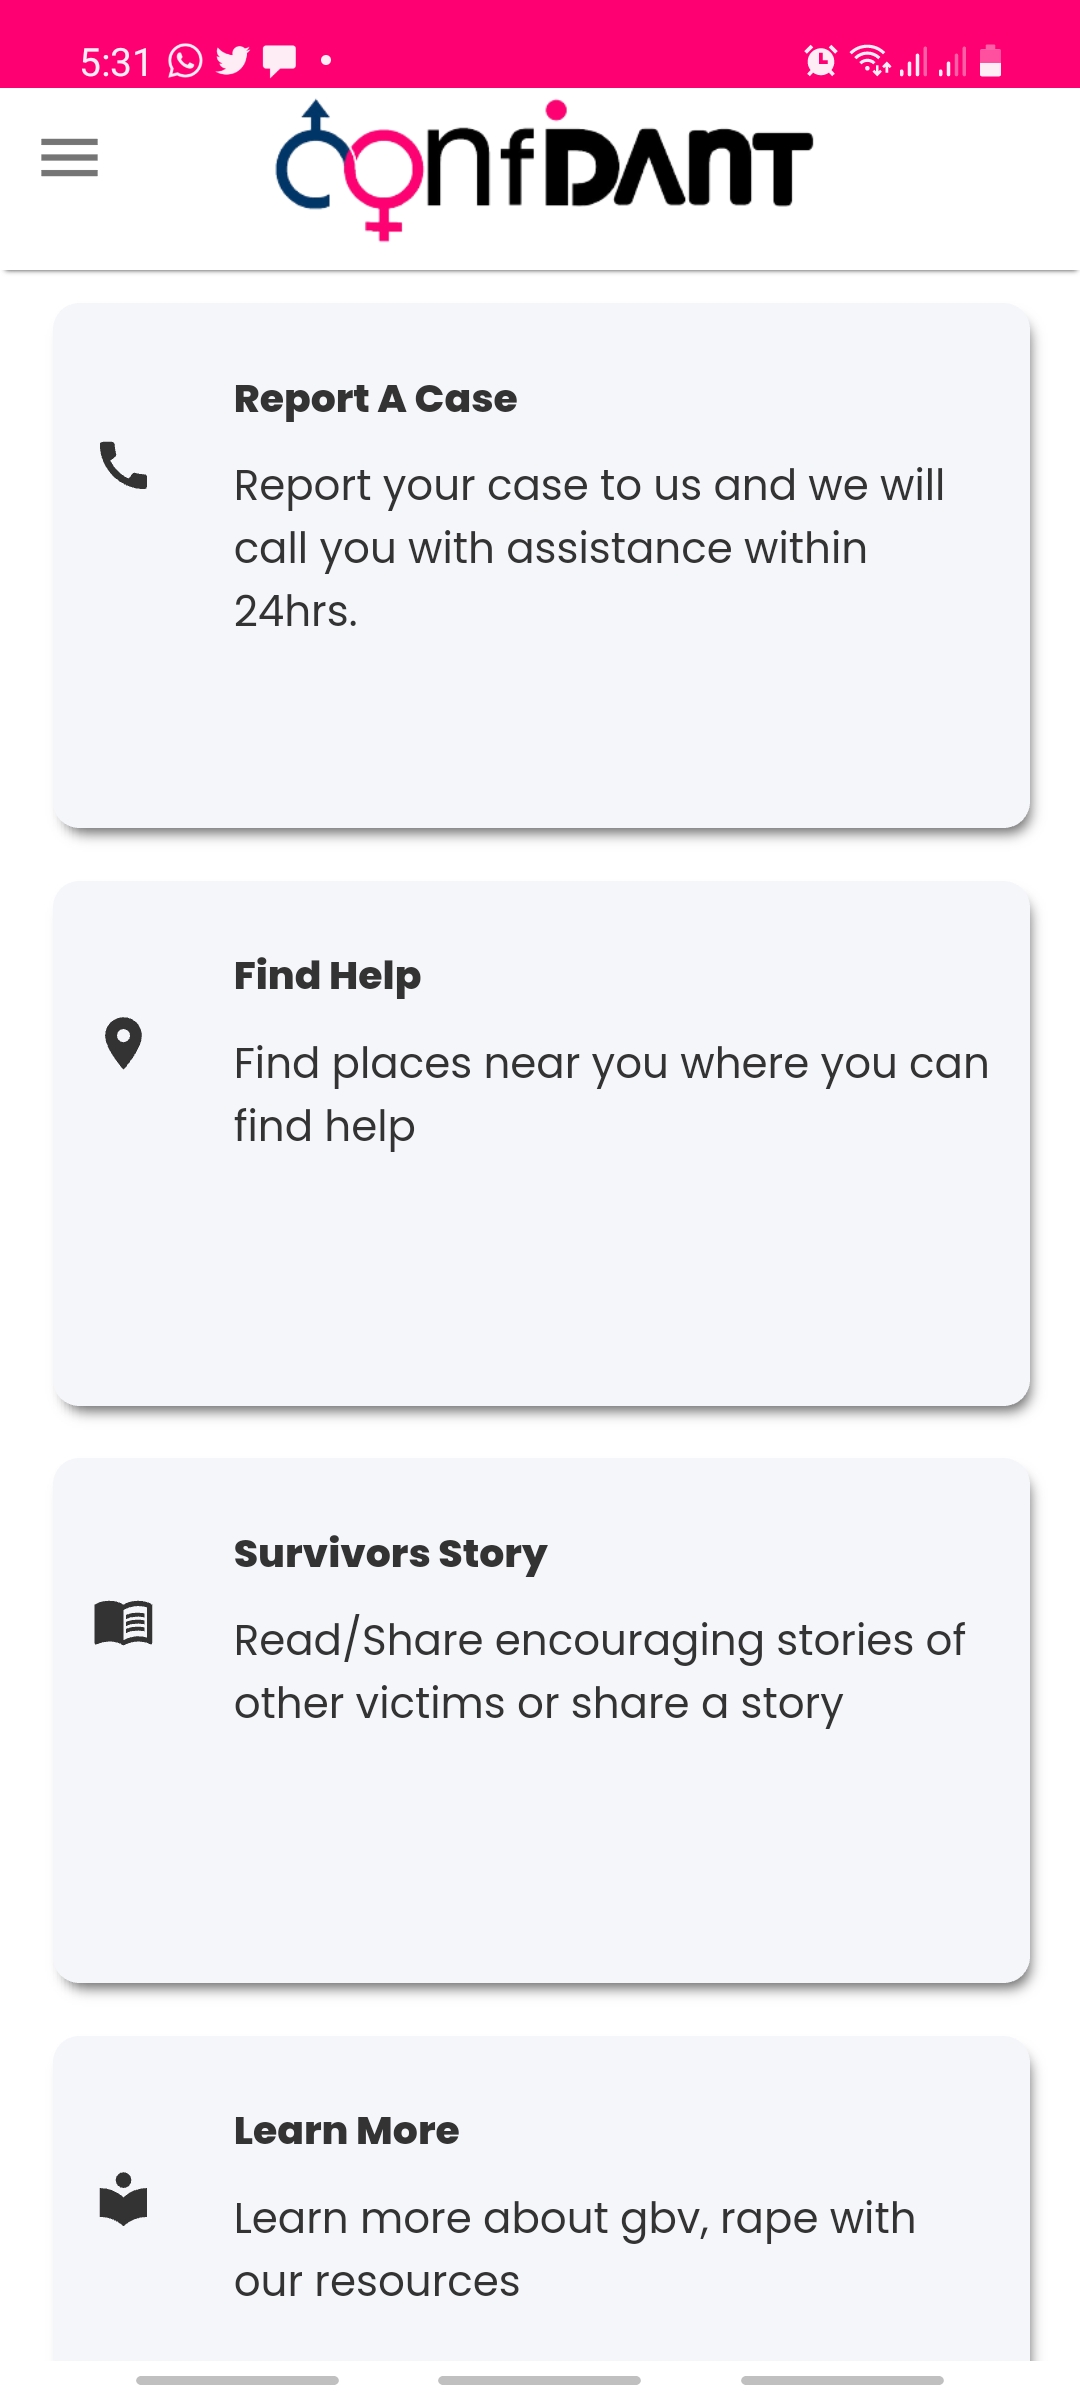 5:31
ConfiDANT
Report A Case
Report your case to us and we will
call you with assistance within
24hrs.
Find Help
Find places near you where you can
find help
Survivors Story
Read/Share encouraging stories of
other victims or share a story
Learn More
Learn more about gbv, rape with
our resources